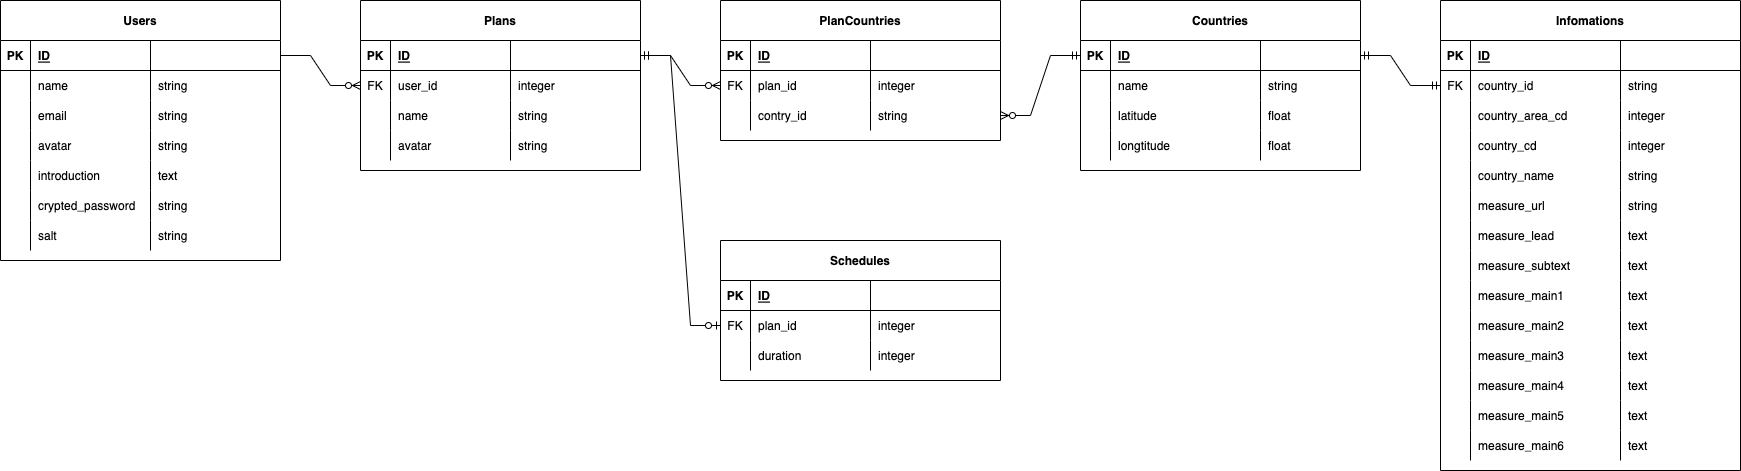 Users
PK ID
name string
email string
avatar string
introduction text
crypted_password string
salt string
Plans
PK ID
FK user_id integer
name string
avatar string
PlanCountries
PK ID
FK plan_id integer
contry_id string
Schedules
PK ID
FK plan_id integer
duration integer
Countries
PK ID
name string
latitude float
longtitude float
Infomations
PK ID
FK country_id string
country_area_cd integer
country_cd integer
country_name string
measure_url string
measure_lead text
measure_subtext text
measure_main1 text
measure_main2 text
measure_main3 text
measure_main4 text
measure_main5 text
measure_main6 text